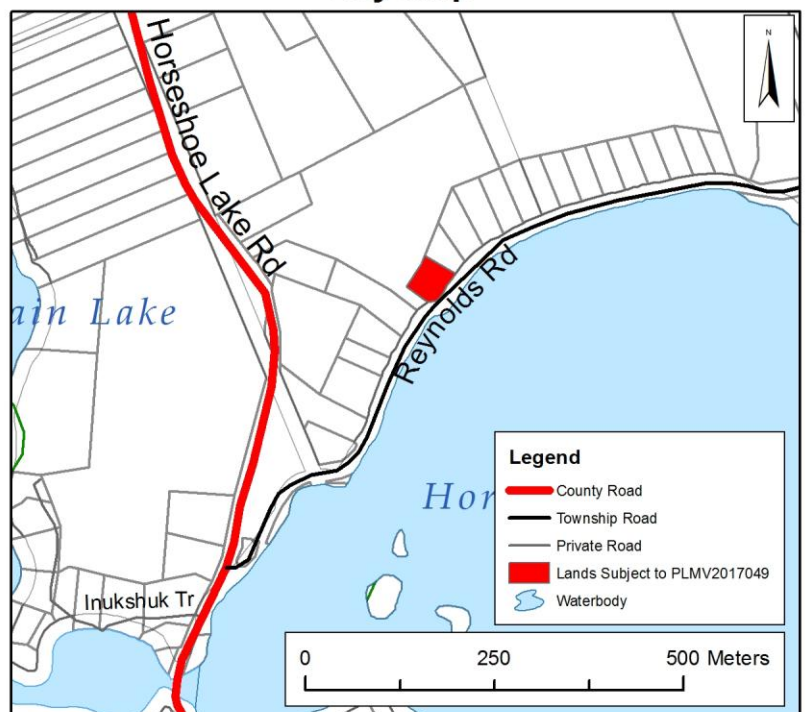 N
Horseshoe Lake Rd
Reynolds Rd
ain Lake
Hor
Inukshuk Tr
Legend
County Road
Township Road
Private Road
Lands Subject to PLMV2017049
Waterbody
0 250 500 Meters